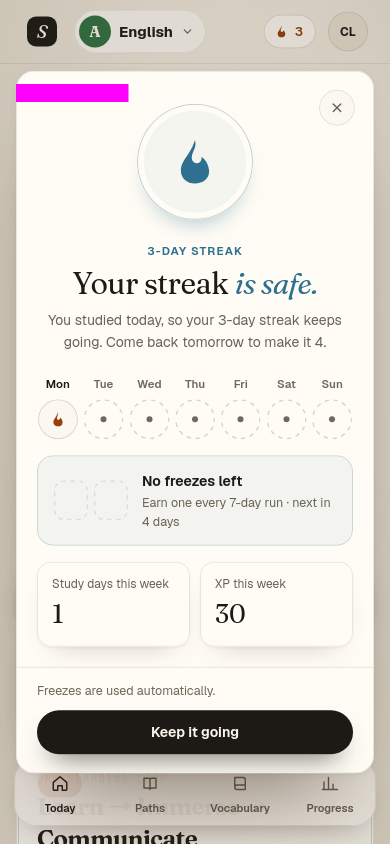 S
A English
3
CL
3-DAY STREAK
Your streak is safe.
You studied today, so your 3-day streak keeps
going. Come back tomorrow to make it 4.
Mon Tue Wed Thu Fri Sat Sun
No freezes left
Earn one every 7-day run · next in
4 days
Study days this week
1
XP this week
30
Freezes are used automatically.
Keep it going
Today Paths Vocabulary Progress
Communicate